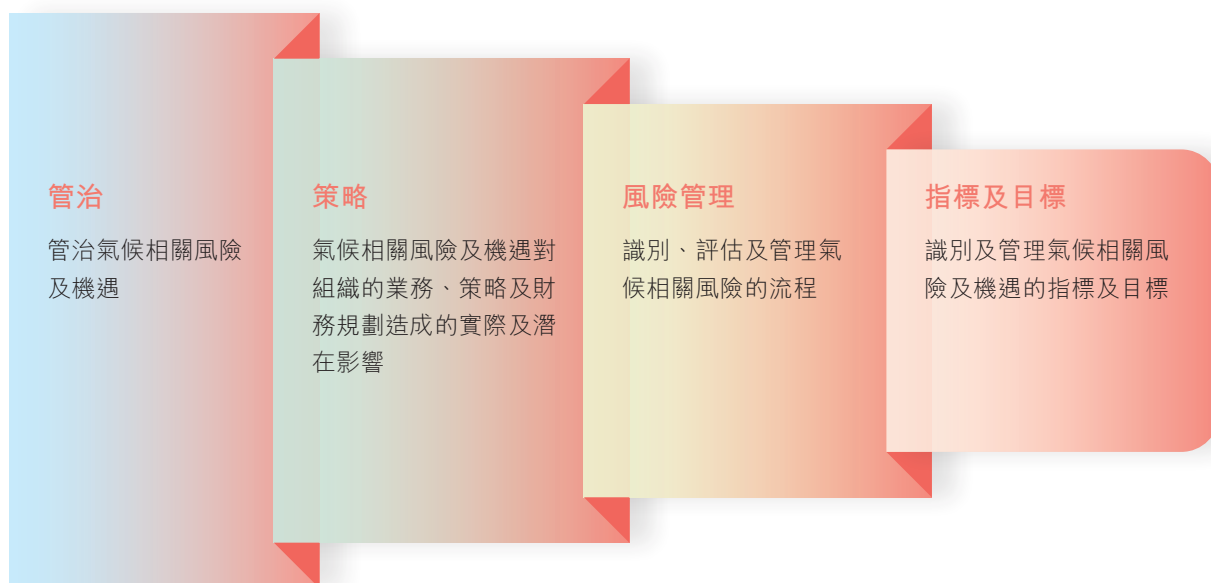 管治
管治氣候相關風險
及機遇
策略
氣候相關風險及機遇對
組織的業務、策略及財
務規劃造成的實際及潛
在影響
風險管理
識別、評估及管理氣
候相關風險的流程
指標及目標
識別及管理氣候相關風
險及機遇的指標及目標